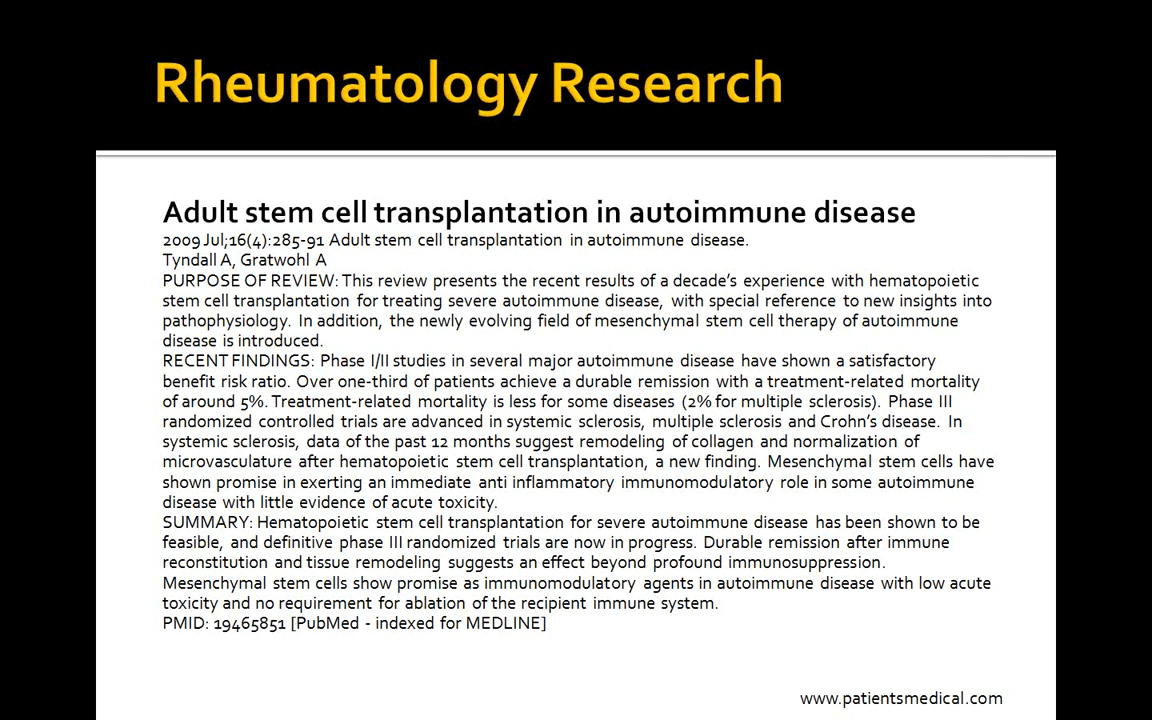 Rheumatology Research
Adult stem cell transplantation in autoimmune disease
2009 Jul;16(4):285-91 Adult stem cell transplantation in autoimmune disease.
Tyndall A, Gratwohl A
PURPOSE OF REVIEW: This review presents the recent results of a decade's experience with hematopoietic
stem cell transplantation for treating severe autoimmune disease, with special reference to new insights into
pathophysiology. In addition, the newly evolving field of mesenchymal stem cell therapy of autoimmune
disease is introduced.
RECENT FINDINGS: Phase I/II studies in several major autoimmune disease have shown a satisfactory
benefit risk ratio. Over one-third of patients achieve a durable remission with a treatment-related mortality
of around 5%. Treatment-related mortality is less for some diseases (2% for multiple sclerosis). Phase III
randomized controlled trials are advanced in systemic sclerosis, multiple sclerosis and Crohn's disease. In
systemic sclerosis, data of the past 12 months suggest remodeling of collagen and normalization of
microvasculature after hematopoietic stem cell transplantation, a new finding. Mesenchymal stem cells have
shown promise in exerting an immediate anti inflammatory immunomodulatory role in some autoimmune
disease with little evidence of acute toxicity.
SUMMARY: Hematopoietic stem cell transplantation for severe autoimmune disease has been shown to be
feasible, and definitive phase III randomized trials are now in progress. Durable remission after immune
reconstitution and tissue remodeling suggests an effect beyond profound immunosuppression.
Mesenchymal stem cells show promise as immunomodulatory agents in autoimmune disease with low acute
toxicity and no requirement for ablation of the recipient immune system.
PMID: 19465851 [PubMed - indexed for MEDLINE]
www.patientsmedical.com